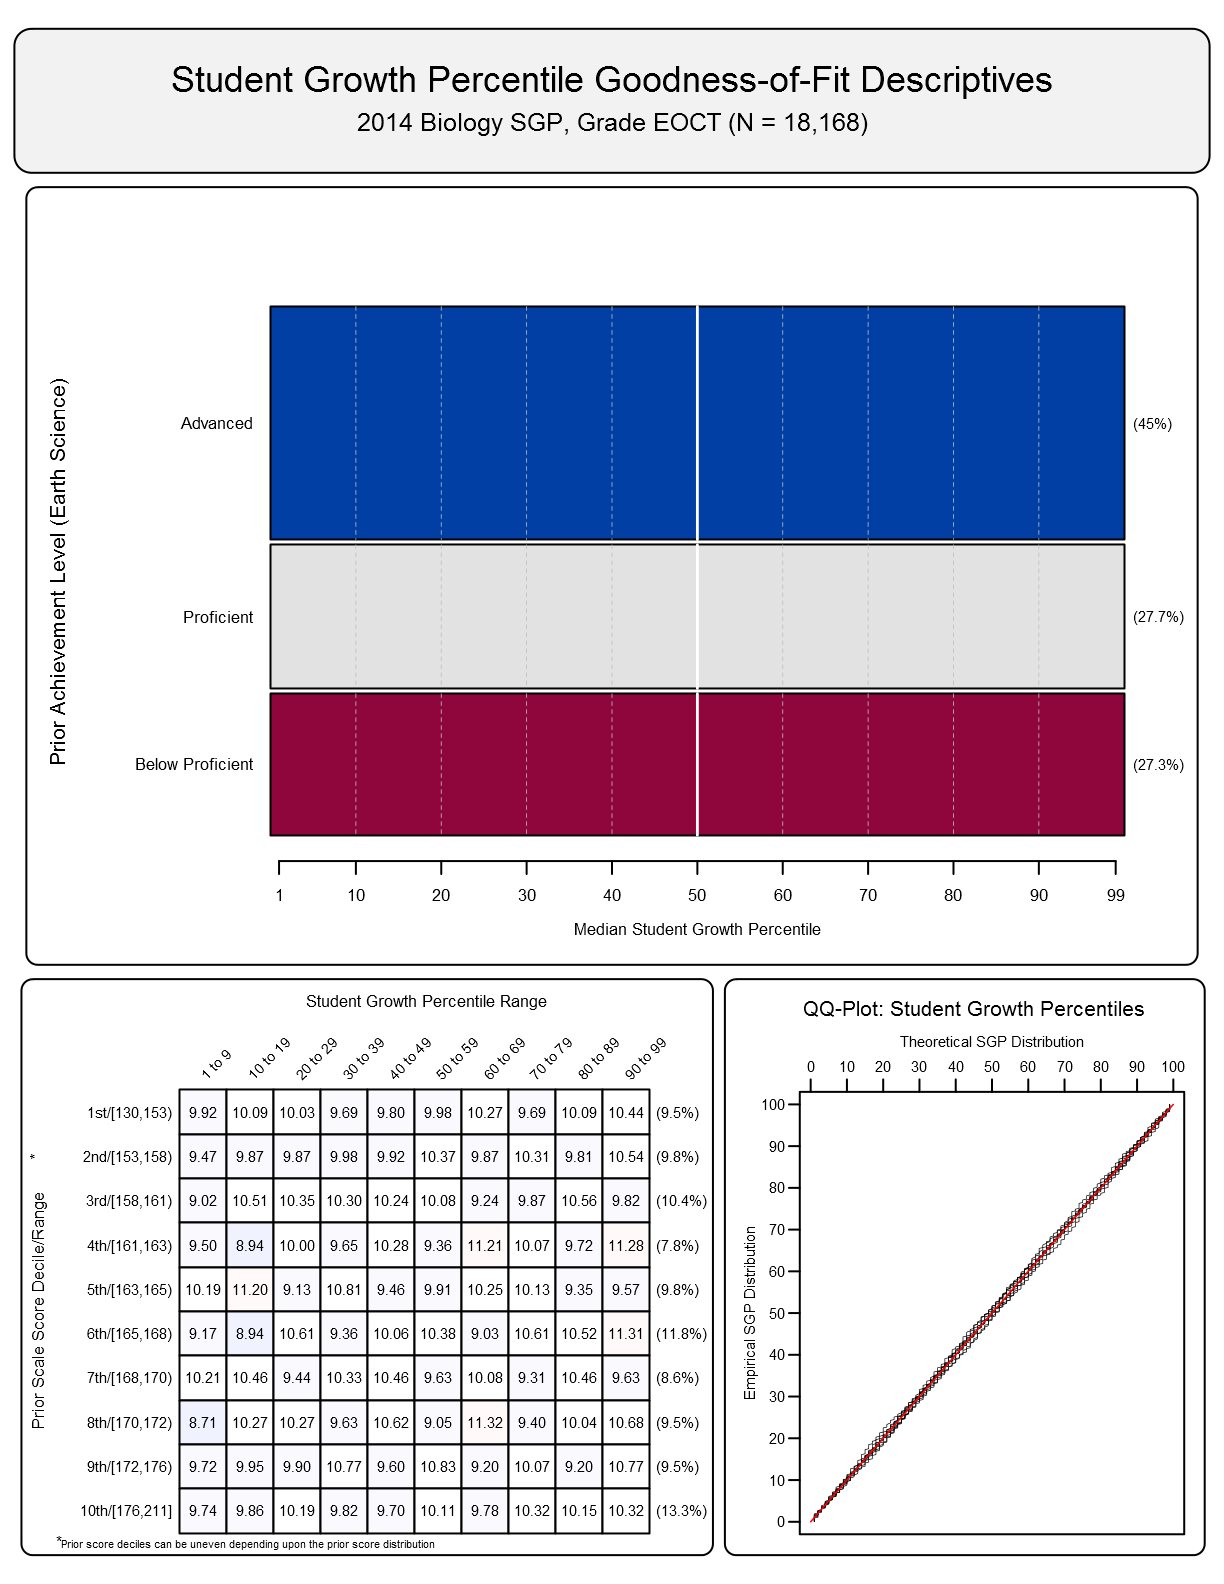 Student Growth Percentile Goodness-of-Fit Descriptives
2014 Biology SGP, Grade EOCT (N = 18,168)
Prior Achievement Level (Earth Science)
Advanced (45%)
Proficient (27.7%)
Below Proficient (27.3%)
1 10 20 30 40 50 60 70 80 90 99
Median Student Growth Percentile
Student Growth Percentile Range
1 to 9 10 to 19 20 to 29 30 to 39 40 to 49 50 to 59 60 to 69 70 to 79 80 to 89 90 to 99
* Prior Scale Score Decile/Range
1st/[130,153) 9.92 10.09 10.03 9.69 9.80 9.98 10.27 9.69 10.09 10.44 (9.5%)
2nd/[153,158) 9.47 9.87 9.87 9.98 9.92 10.37 9.87 10.31 9.81 10.54 (9.8%)
3rd/[158,161) 9.02 10.51 10.35 10.30 10.24 10.08 9.24 9.87 10.56 9.82 (10.4%)
4th/[161,163) 9.50 8.94 10.00 9.65 10.28 9.36 11.21 10.07 9.72 11.28 (7.8%)
5th/[163,165) 10.19 11.20 9.13 10.81 9.46 9.91 10.25 10.13 9.35 9.57 (9.8%)
6th/[165,168) 9.17 8.94 10.61 9.36 10.06 10.38 9.03 10.61 10.52 11.31 (11.8%)
7th/[168,170) 10.21 10.46 9.44 10.33 10.46 9.63 10.08 9.31 10.46 9.63 (8.6%)
8th/[170,172) 8.71 10.27 10.27 9.63 10.62 9.05 11.32 9.40 10.04 10.68 (9.5%)
9th/[172,176) 9.72 9.95 9.90 10.77 9.60 10.83 9.20 10.07 9.20 10.77 (9.5%)
10th/[176,211] 9.74 9.86 10.19 9.82 9.70 10.11 9.78 10.32 10.15 10.32 (13.3%)
*Prior score deciles can be uneven depending upon the prior score distribution
QQ-Plot: Student Growth Percentiles
Theoretical SGP Distribution
0 10 20 30 40 50 60 70 80 90 100
Empirical SGP Distribution
100
90
80
70
60
50
40
30
20
10
0